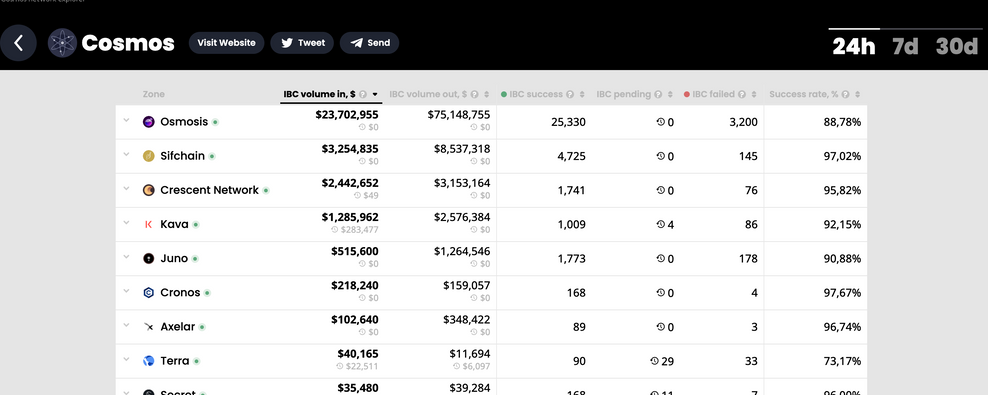 Cosmos network explorer
Cosmos
Visit Website
Tweet
Send
24h 7d 30d
Zone IBC volume in, $ IBC volume out, $ IBC success IBC pending IBC failed Success rate, %
Osmosis $23,702,955 $75,148,755 25,330 0 3,200 88,78%
$0 $0
Sifchain $3,254,835 $8,537,318 4,725 0 145 97,02%
$0 $0
Crescent Network $2,442,652 $3,153,164 1,741 0 76 95,82%
$49 $0
Kava $1,285,962 $2,576,384 1,009 4 86 92,15%
$283,477 $0
Juno $515,600 $1,264,546 1,773 0 178 90,88%
$0 $0
Cronos $218,240 $159,057 168 0 4 97,67%
$0 $0
Axelar $102,640 $348,422 89 0 3 96,74%
$0 $0
Terra $40,165 $11,694 90 29 33 73,17%
$22,511 $6,097
Secret $35,480 $39,284 168 11 7 96,00%